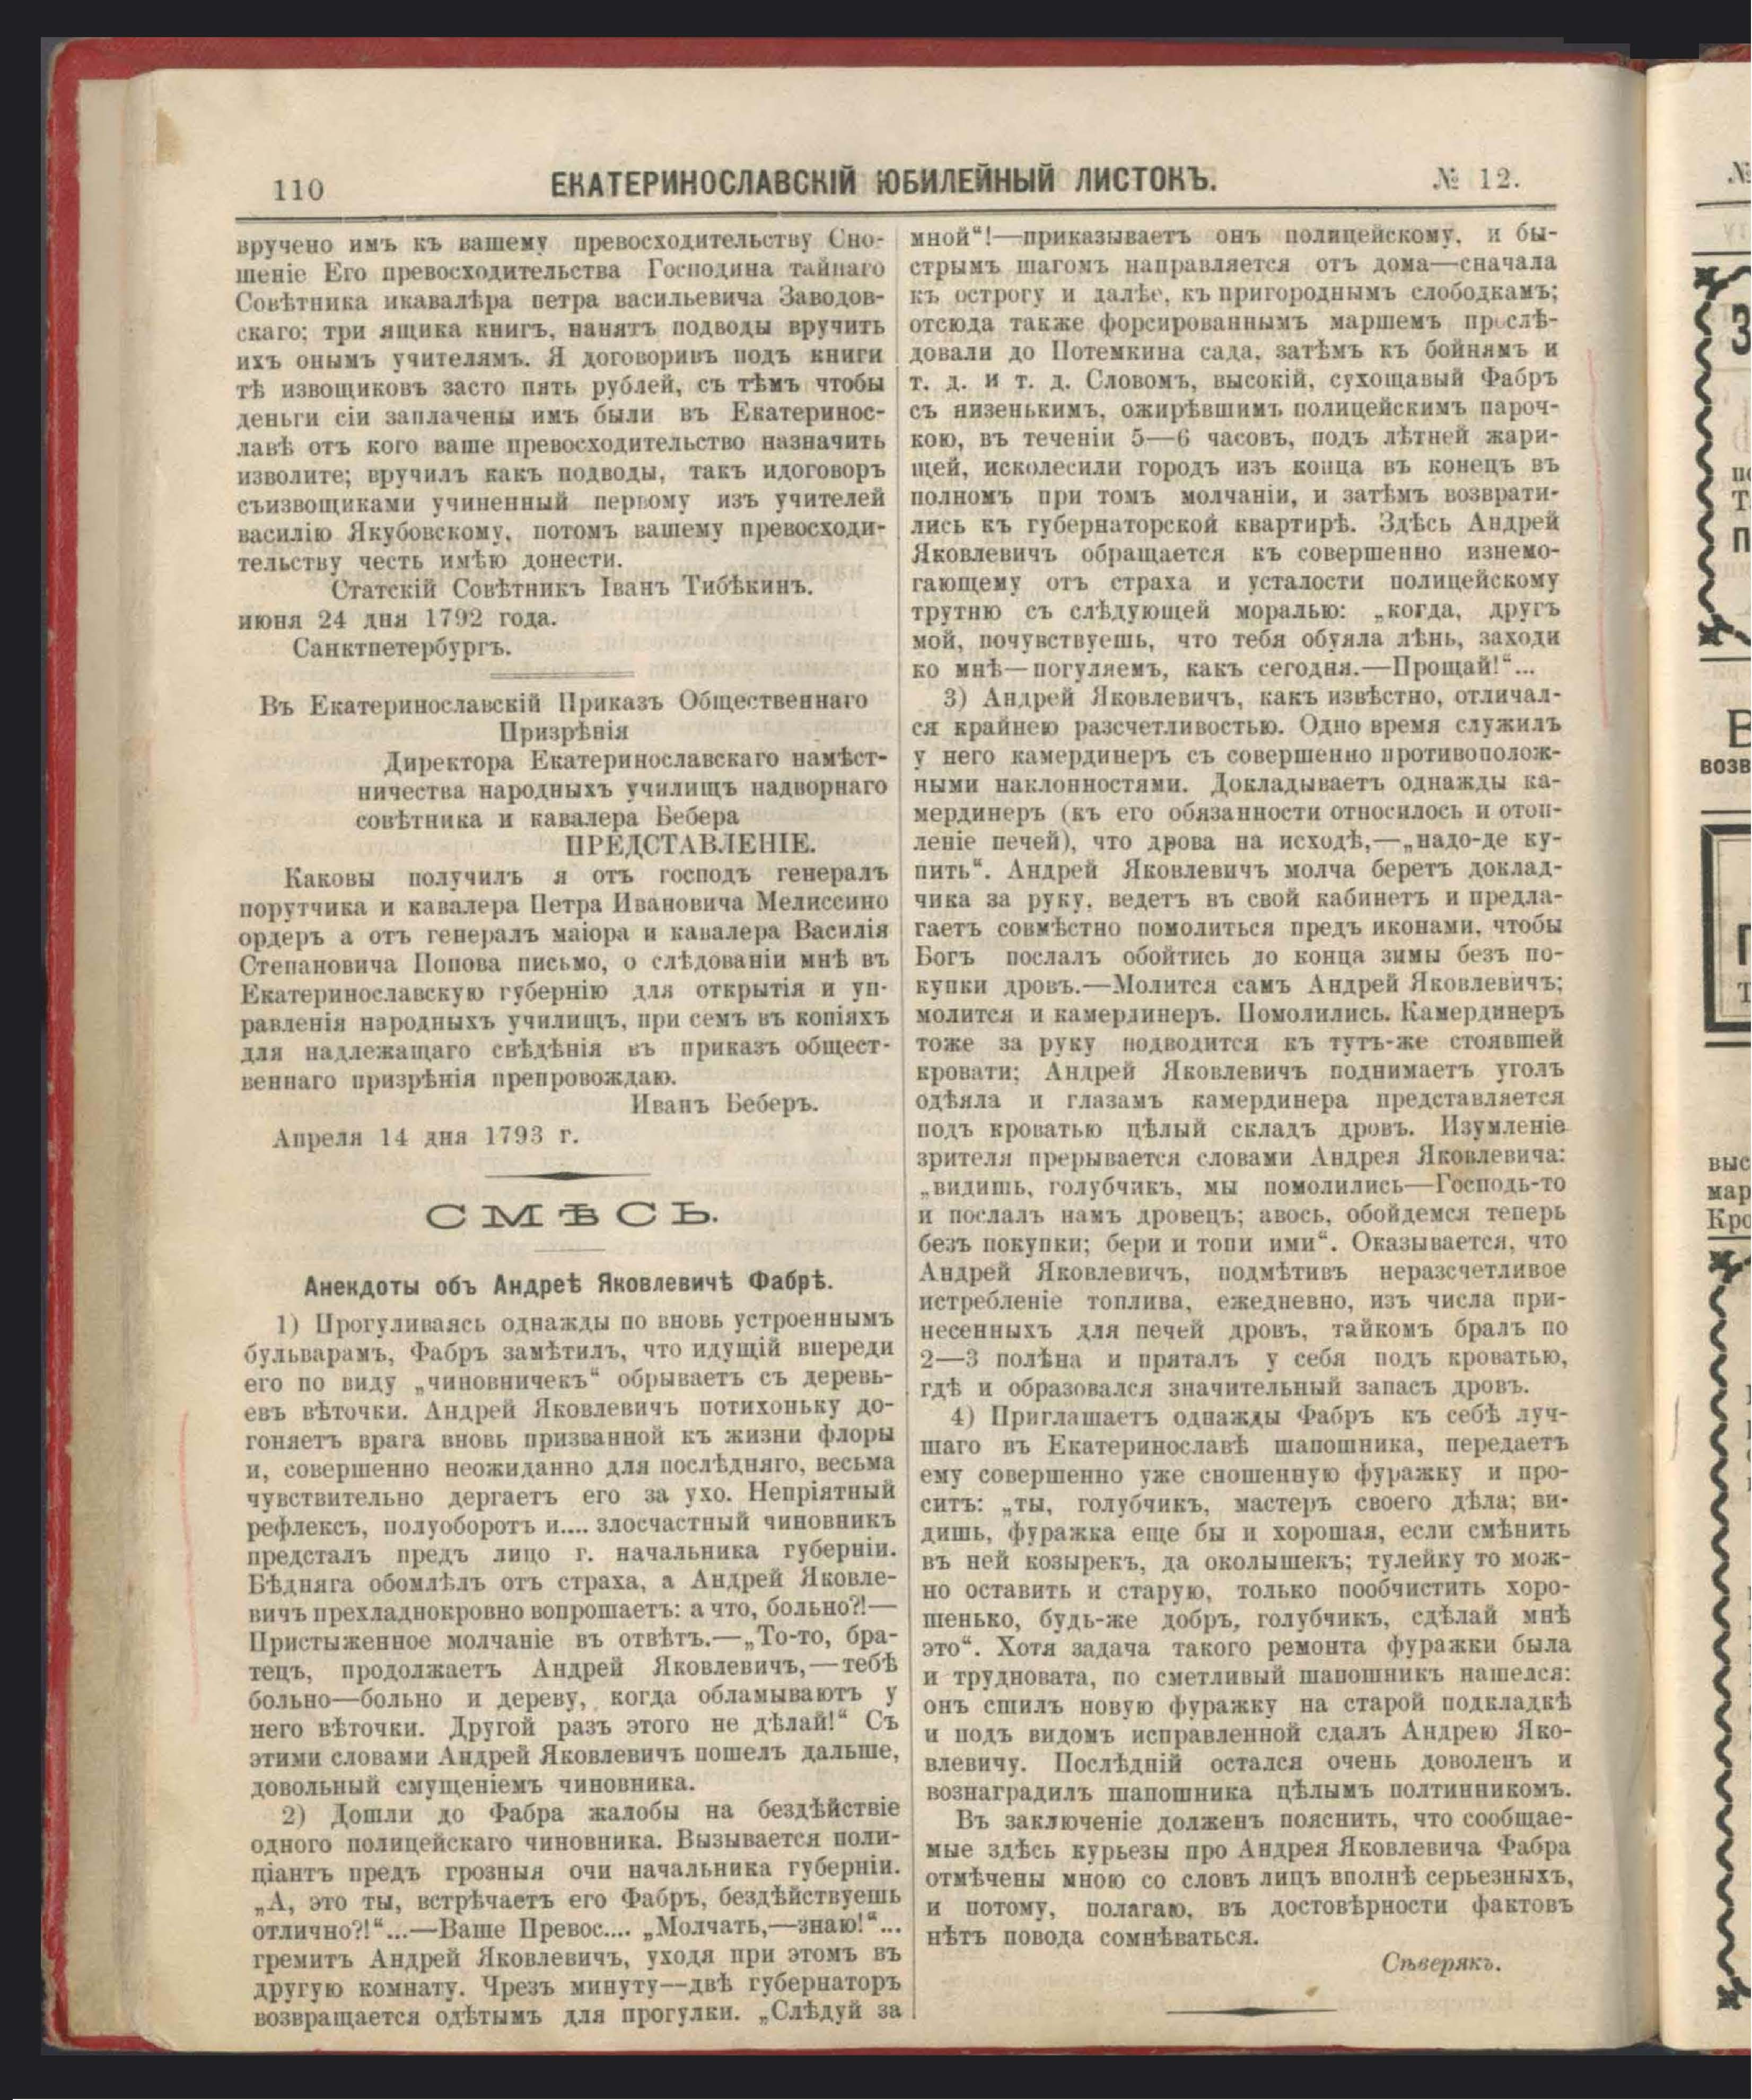 110
ЕКАТЕРИНОСЛАВСКІЙ ЮБИЛЕЙНЫЙ ЛИСТОКЪ.
№ 12.
вручено имъ къ вашему превосходительству Сно-
шеніе Его превосходительства Господина тайнаго
Совѣтника икавалѣра петра васильевича Заводов-
скаго; три ящика книгъ, нанять подводы вручить
ихъ онымъ учителямъ. Я договоривъ подъ книги
тѣ извощиковъ засто пять рублей, съ тѣмъ чтобы
деньги сіи заплачены имъ были въ Екатеринос-
лавѣ отъ кого ваше превосходительство назначить
изволите; вручилъ какъ подводы, такъ идоговоръ
съизвощиками учиненный первому изъ учителей
василію Якубовскому, потомъ вашему превосходи-
тельству честь имѣю донести.
Статскій Совѣтникъ Іванъ Тибѣкинъ.
июня 24 дня 1792 года.
Санктпетербургъ.
Въ Екатеринославскій Приказъ Общественнаго
Призрѣнія
Директора Екатеринославскаго намѣст-
ничества народныхъ училищъ надворнаго
совѣтника и кавалера Бебера
ПРЕДСТАВЛЕНІЕ.
Каковы получилъ я отъ господъ генералъ
порутчика и кавалера Петра Ивановича Мелиссино
ордеръ а отъ генералъ маіора и кавалера Василія
Степановича Попова письмо, о слѣдованіи мнѣ въ
Екатеринославскую губернію для открытія и уп-
равленія народныхъ училищъ, при семъ въ копіяхъ
для надлежащаго свѣдѣнія въ приказъ общест-
веннаго призрѣнія препровождаю.
Иванъ Беберъ.
Апреля 14 дня 1793 г.
СМѢСЬ.
Анекдоты объ Андреѣ Яковлевичѣ Фабрѣ.
1) Прогуливаясь однажды по вновь устроеннымъ
бульварамъ, Фабръ замѣтилъ, что идущій впереди
его по виду „чиновничекъ“ обрываетъ съ деревь-
евъ вѣточки. Андрей Яковлевичъ потихоньку до-
гоняетъ врага вновь призванной къ жизни флоры
и, совершенно неожиданно для послѣдняго, весьма
чувствительно дергаетъ его за ухо. Непріятный
рефлексъ, полуоборотъ и.... злосчастный чиновникъ
предсталъ предъ лицо г. начальника губерніи.
Бѣдняга обомлѣлъ отъ страха, а Андрей Яковле-
вичъ прехладнокровно вопрошаетъ: а что, больно?!—
Пристыженное молчаніе въ отвѣтъ.—„То-то, бра-
тецъ, продолжаетъ Андрей Яковлевичъ,—тебѣ
больно—больно и дереву, когда обламываютъ у
него вѣточки. Другой разъ этого не дѣлай!“ Съ
этими словами Андрей Яковлевичъ пошелъ дальше,
довольный смущеніемъ чиновника.
2) Дошли до Фабра жалобы на бездѣйствіе
одного полицейскаго чиновника. Вызывается поли-
ціантъ предъ грозныя очи начальника губерніи.
„А, это ты, встрѣчаетъ его Фабръ, бездѣйствуешь
отлично?!“...—Ваше Превос.... „Молчать,—знаю!“...
гремитъ Андрей Яковлевичъ, уходя при этомъ въ
другую комнату. Чрезъ минуту—двѣ губернаторъ
возвращается одѣтымъ для прогулки. „Слѣдуй за
мной“!—приказываетъ онъ полицейскому, и бы-
стрымъ шагомъ направляется отъ дома—сначала
къ острогу и далѣе, къ пригороднымъ слободкамъ;
отсюда также форсированнымъ маршемъ прослѣ-
довали до Потемкина сада, затѣмъ къ бойнямъ и
т. д. и т. д. Словомъ, высокій, сухощавый Фабръ
съ низенькимъ, ожирѣвшимъ полицейскимъ пароч-
кою, въ теченіи 5—6 часовъ, подъ лѣтней жари-
щей, исколесили городъ изъ конца въ конецъ въ
полномъ при томъ молчаніи, и затѣмъ возврати-
лись къ губернаторской квартирѣ. Здѣсь Андрей
Яковлевичъ обращается къ совершенно изнемо-
гающему отъ страха и усталости полицейскому
трутню съ слѣдующей моралью: „когда, другъ
мой, почувствуешь, что тебя обуяла лѣнь, заходи
ко мнѣ—погуляемъ, какъ сегодня.—Прощай!“...
3) Андрей Яковлевичъ, какъ извѣстно, отличал-
ся крайнею разсчетливостью. Одно время служилъ
у него камердинеръ съ совершенно противополож-
ными наклонностями. Докладываетъ однажды ка-
мердинеръ (къ его обязанности относилось и отоп-
леніе печей), что дрова на исходѣ,—„надо-де ку-
пить“. Андрей Яковлевичъ молча беретъ доклад-
чика за руку, ведетъ въ свой кабинетъ и предла-
гаетъ совмѣстно помолиться предъ иконами, чтобы
Богъ послалъ обойтись до конца зимы безъ по-
купки дровъ.—Молится самъ Андрей Яковлевичъ;
молится и камердинеръ. Помолились. Камердинеръ
тоже за руку подводится къ тутъ-же стоявшей
кровати; Андрей Яковлевичъ поднимаетъ уголъ
одѣяла и глазамъ камердинера представляется
подъ кроватью цѣлый складъ дровъ. Изумленіе
зрителя прерывается словами Андрея Яковлевича:
„видишь, голубчикъ, мы помолились—Господь-то
и послалъ намъ дровецъ; авось, обойдемся теперь
безъ покупки; бери и топи ими“. Оказывается, что
Андрей Яковлевичъ, подмѣтивъ неразсчетливое
истребленіе топлива, ежедневно, изъ числа при-
несенныхъ для печей дровъ, тайкомъ бралъ по
2—3 полѣна и пряталъ у себя подъ кроватью,
гдѣ и образовался значительный запасъ дровъ.
4) Приглашаетъ однажды Фабръ къ себѣ луч-
шаго въ Екатеринославѣ шапошника, передаетъ
ему совершенно уже сношенную фуражку и про-
ситъ: „ты, голубчикъ, мастеръ своего дѣла; ви-
дишь, фуражка еще бы и хорошая, если смѣнить
въ ней козырекъ, да околышекъ; тулейку то мож-
но оставить и старую, только пообчистить хоро-
шенько, будь-же добръ, голубчикъ, сдѣлай мнѣ
это“. Хотя задача такого ремонта фуражки была
и трудновата, по сметливый шапошникъ нашелся:
онъ сшилъ новую фуражку на старой подкладкѣ
и подъ видомъ исправленной сдалъ Андрею Яко-
влевичу. Послѣдній остался очень доволенъ и
вознаградилъ шапошника цѣлымъ полтинникомъ.
Въ заключеніе долженъ пояснить, что сообщае-
мые здѣсь курьезы про Андрея Яковлевича Фабра
отмѣчены мною со словъ лицъ вполнѣ серьезныхъ,
и потому, полагаю, въ достовѣрности фактовъ
нѣтъ повода сомнѣваться.
Сѣверякъ.